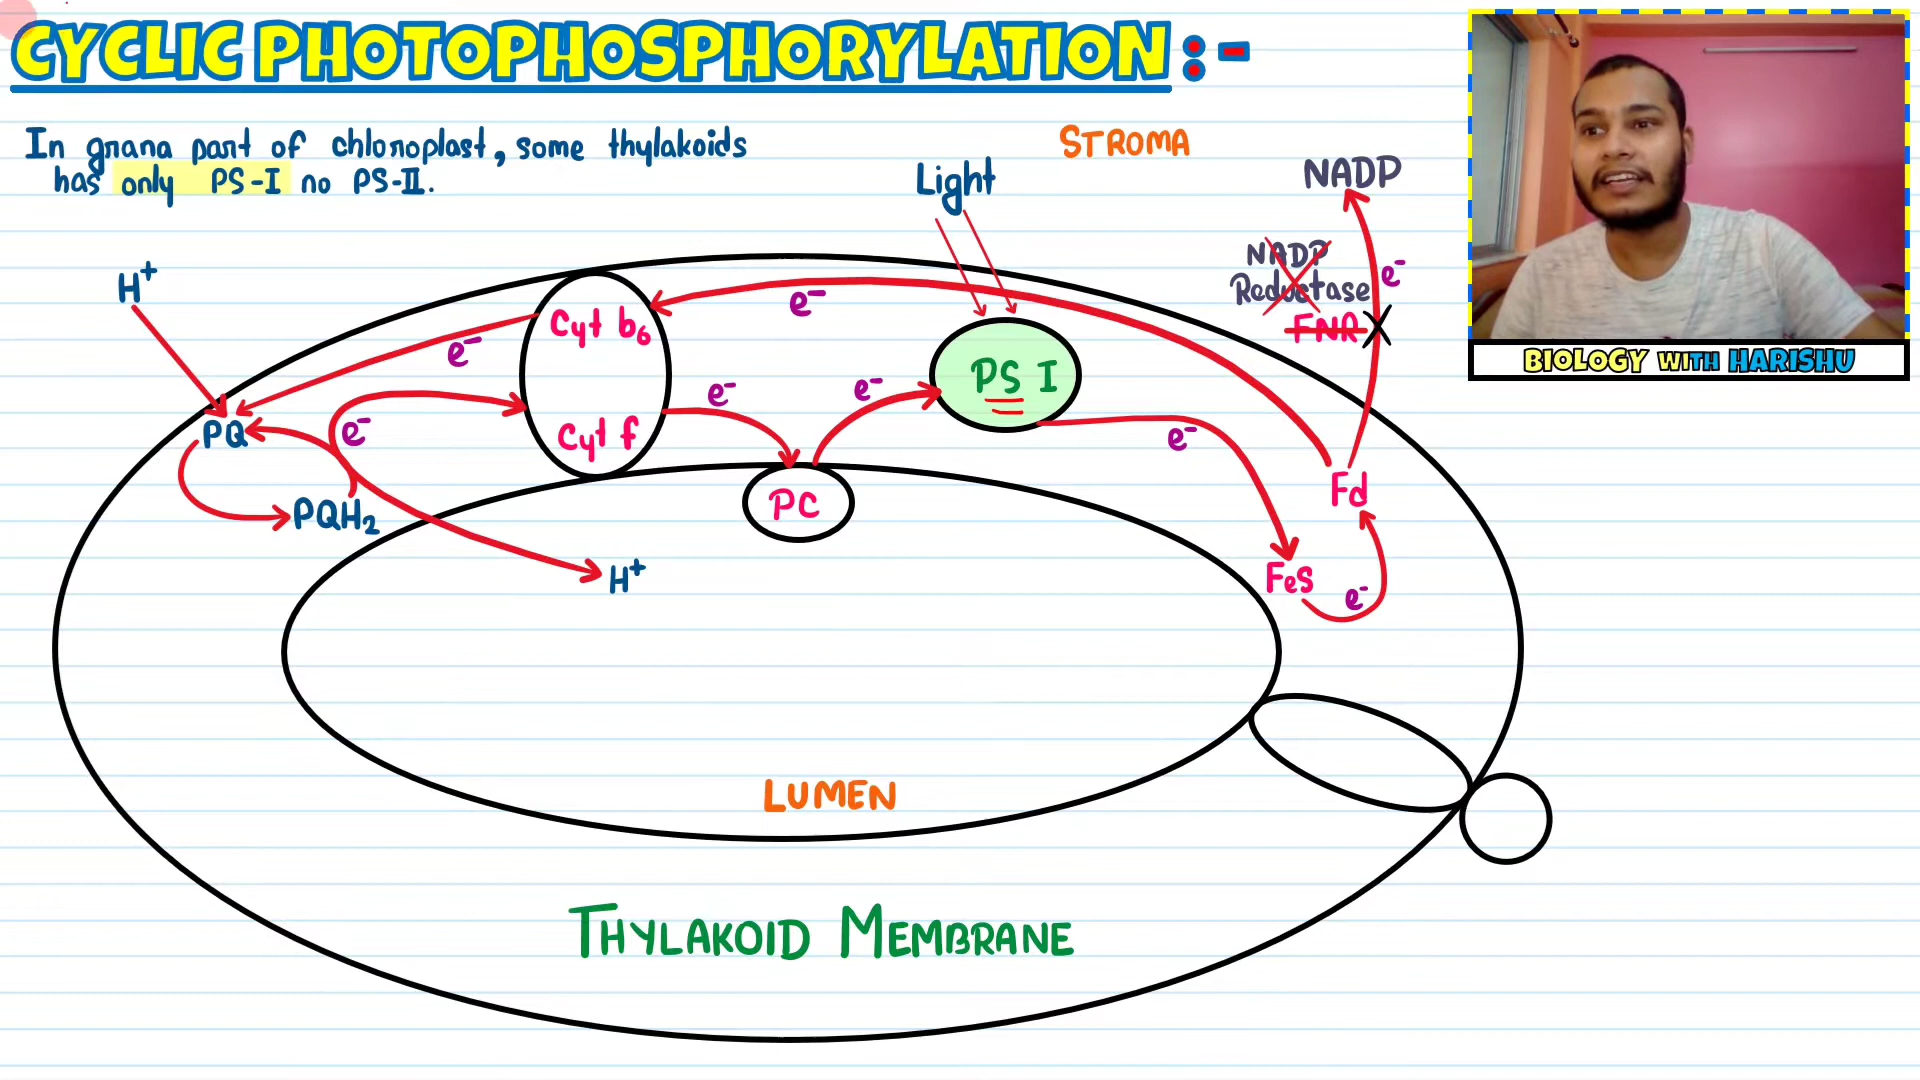 CYCLIC PHOTOPHOSPHORYLATION :-
In grana part of chloroplast, some thylakoids
has only PS-I no PS-II.
STROMA
Light
NADP
NADP
Reductase
FNR
e-
H+
Cyt b6
e-
e-
PS I
e-
e-
e-
PQ
Cyt f
e-
PQH2
PC
Fd
H+
FeS
e-
LUMEN
THYLAKOID MEMBRANE
BIOLOGY WITH HARISHU